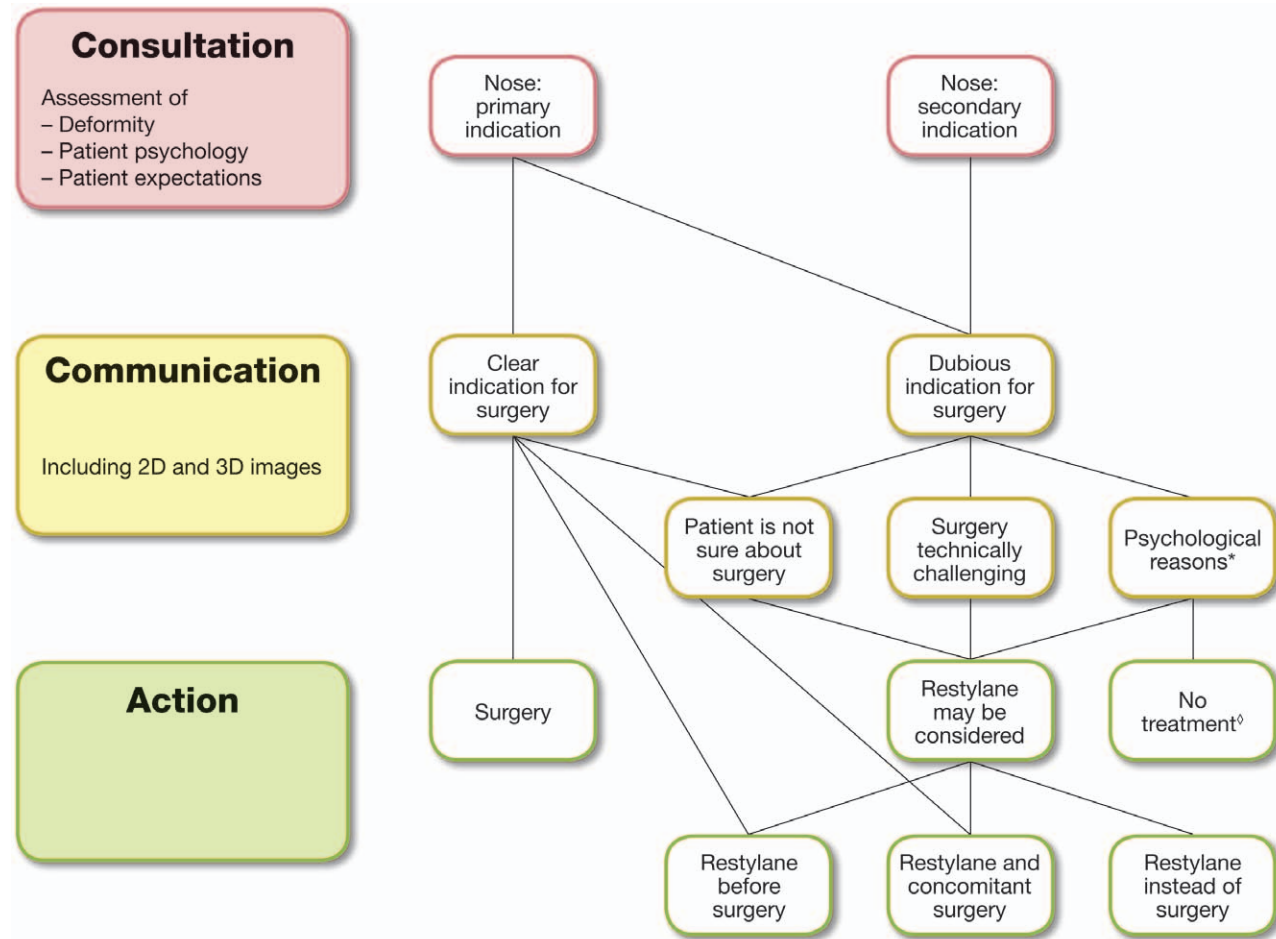 Consultation
Assessment of
– Deformity
– Patient psychology
– Patient expectations
Nose:
primary
indication
Nose:
secondary
indication
Communication
Including 2D and 3D images
Clear
indication for
surgery
Dubious
indication for
surgery
Patient is not
sure about
surgery
Surgery
technically
challenging
Psychological
reasons*
Action
Surgery
Restylane
may be
considered
No
treatment◊
Restylane
before
surgery
Restylane and
concomitant
surgery
Restylane
instead of
surgery